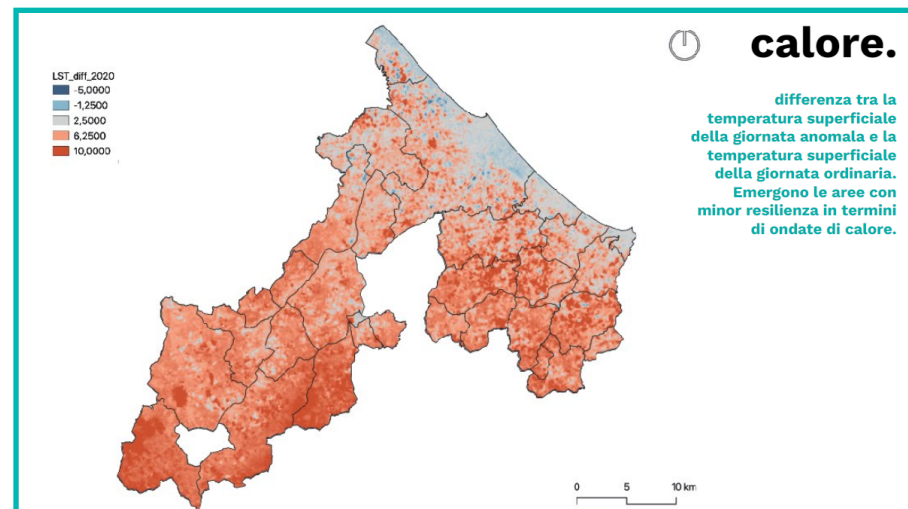 calore.
differenza tra la
temperatura superficiale
della giornata anomala e la
temperatura superficiale
della giornata ordinaria.
Emergono le aree con
minor resilienza in termini
di ondate di calore.
LST_diff_2020
-5,0000
-1,2500
2,5000
6,2500
10,0000
0 5 10 km